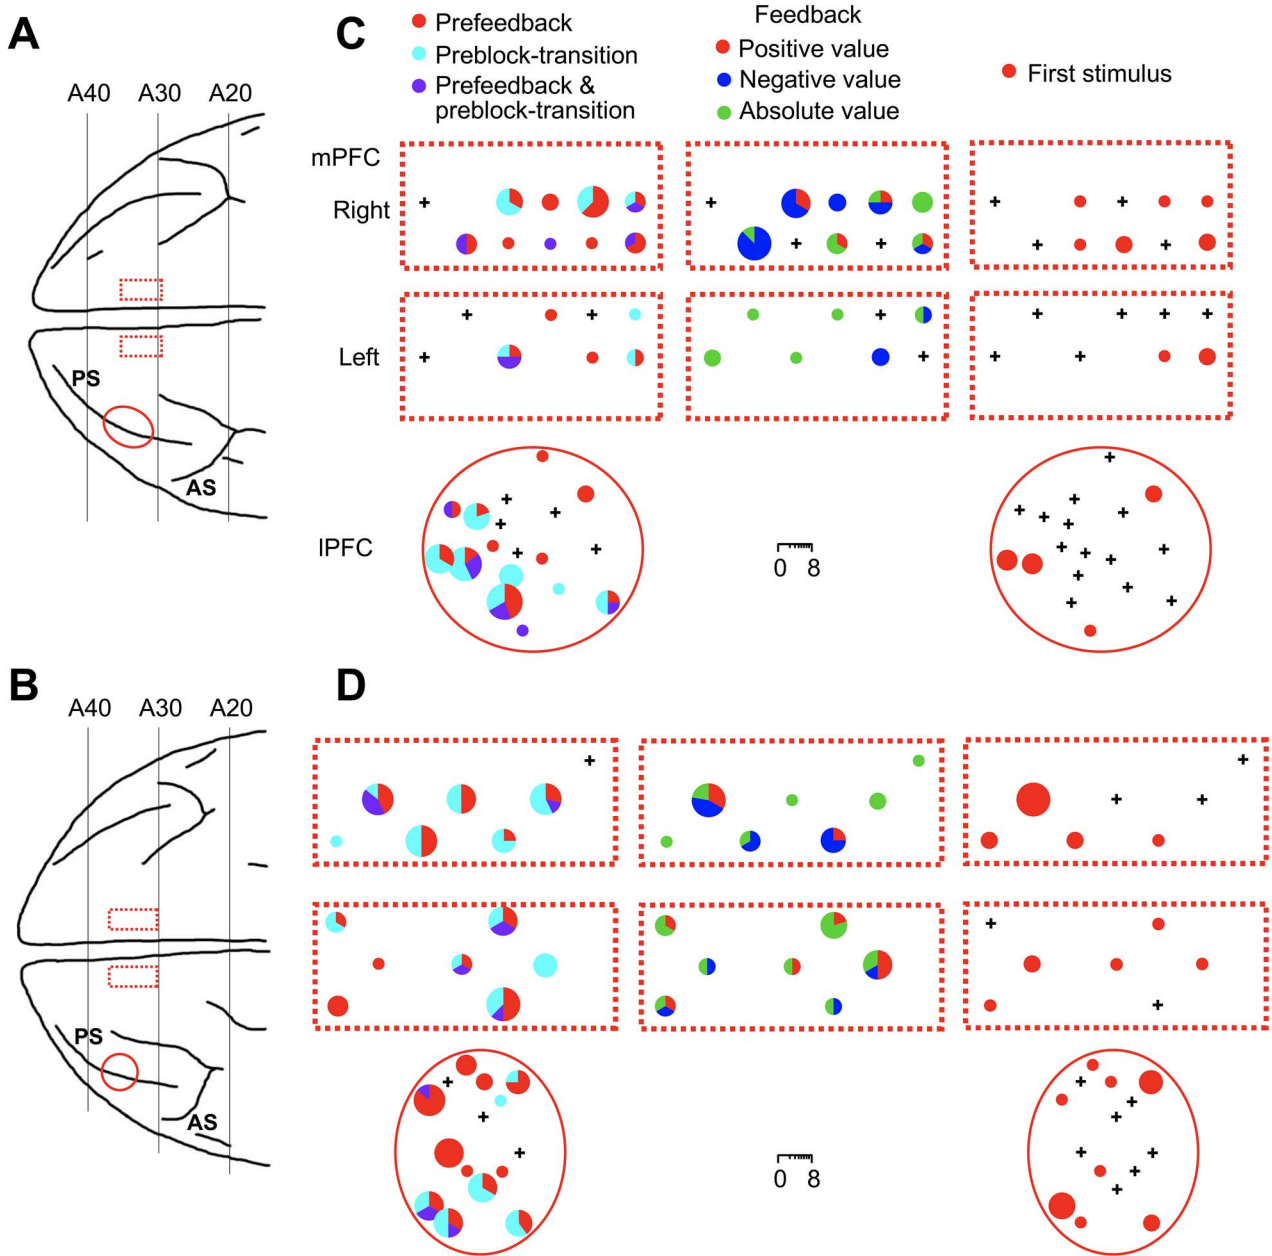 A
A40 A30 A20
PS
AS
C
Prefeedback
Preblock-transition
Prefeedback &
preblock-transition
Feedback
Positive value
Negative value
Absolute value
First stimulus
mPFC
Right
Left
lPFC
0 8
B
A40 A30 A20
PS
AS
D
0 8